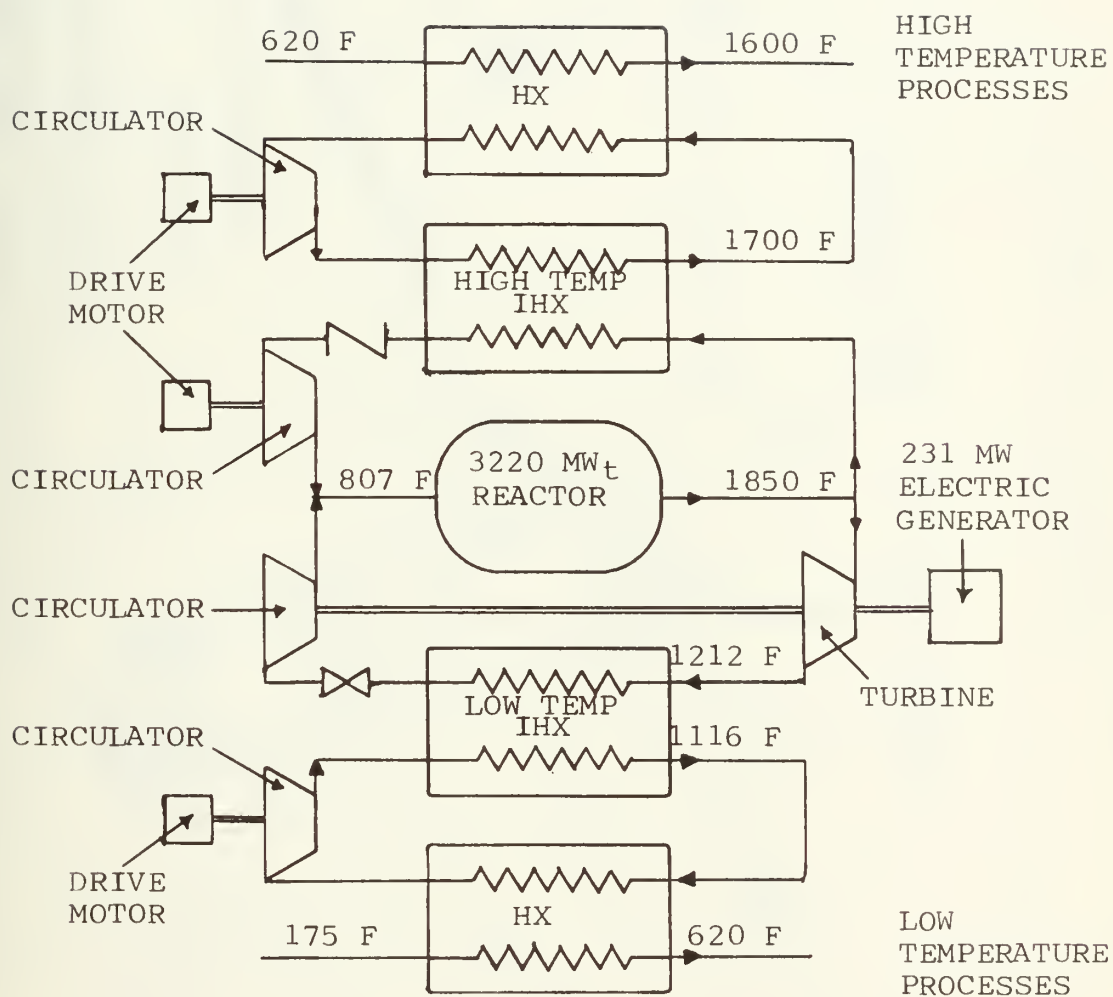 620 F
1600 F
HIGH
TEMPERATURE
PROCESSES
HX
CIRCULATOR
1700 F
DRIVE
MOTOR
HIGH TEMP
IHX
CIRCULATOR
807 F
3220 MWt
REACTOR
1850 F
231 MW
ELECTRIC
GENERATOR
CIRCULATOR
1212 F
TURBINE
LOW TEMP
IHX
CIRCULATOR
1116 F
DRIVE
MOTOR
HX
175 F
620 F
LOW
TEMPERATURE
PROCESSES